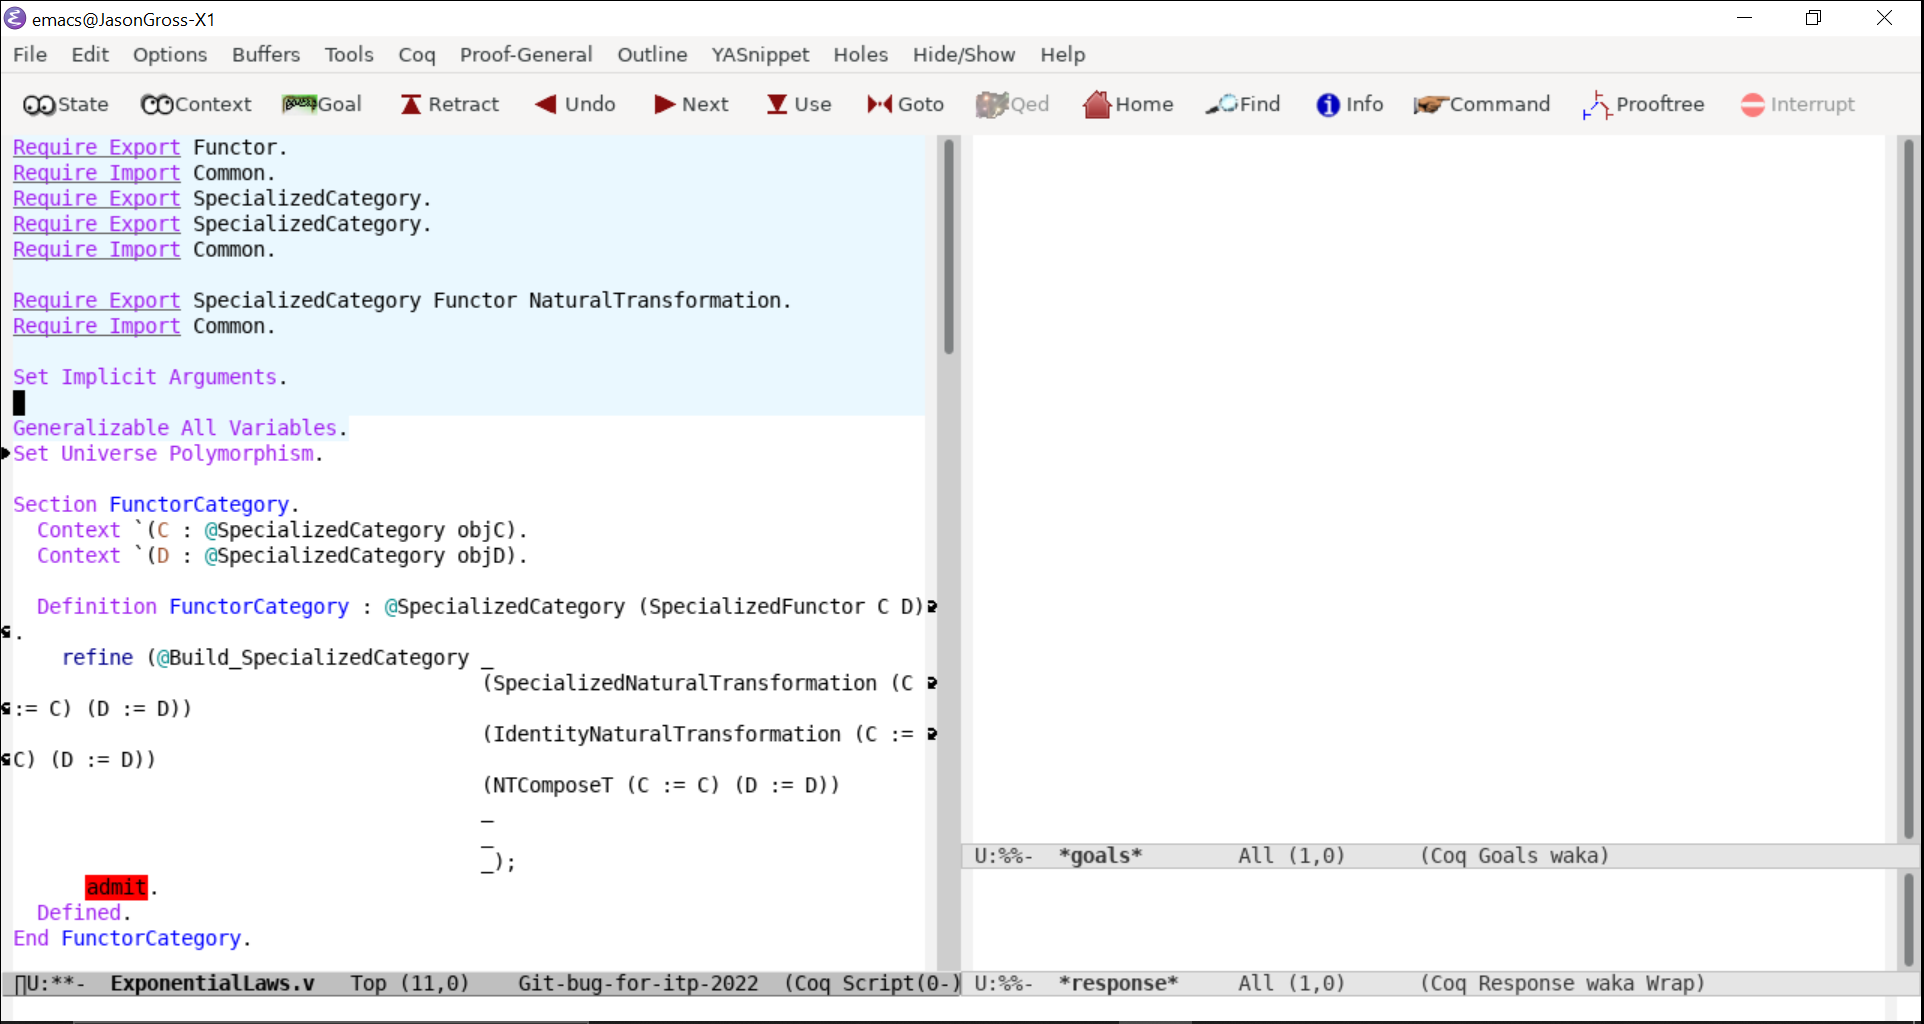 emacs@JasonGross-X1
File Edit Options Buffers Tools Coq Proof-General Outline YASnippet Holes Hide/Show Help
State Context Goal Retract Undo Next Use Goto Qed Home Find Info Command Prooftree Interrupt
Require Export Functor.
Require Import Common.
Require Export SpecializedCategory.
Require Export SpecializedCategory.
Require Import Common.
Require Export SpecializedCategory Functor NaturalTransformation.
Require Import Common.
Set Implicit Arguments.
Generalizable All Variables.
Set Universe Polymorphism.
Section FunctorCategory.
Context `(C : @SpecializedCategory objC).
Context `(D : @SpecializedCategory objD).
Definition FunctorCategory : @SpecializedCategory (SpecializedFunctor C D)
.
refine (@Build_SpecializedCategory _
(SpecializedNaturalTransformation (C
:= C) (D := D))
(IdentityNaturalTransformation (C :=
C) (D := D))
(NTComposeT (C := C) (D := D))
_
_
_);
admit.
Defined.
End FunctorCategory.
U:**- ExponentialLaws.v Top (11,0) Git-bug-for-itp-2022 (Coq Script(0-)
U:%%- *goals* All (1,0) (Coq Goals waka)
U:%%- *response* All (1,0) (Coq Response waka Wrap)